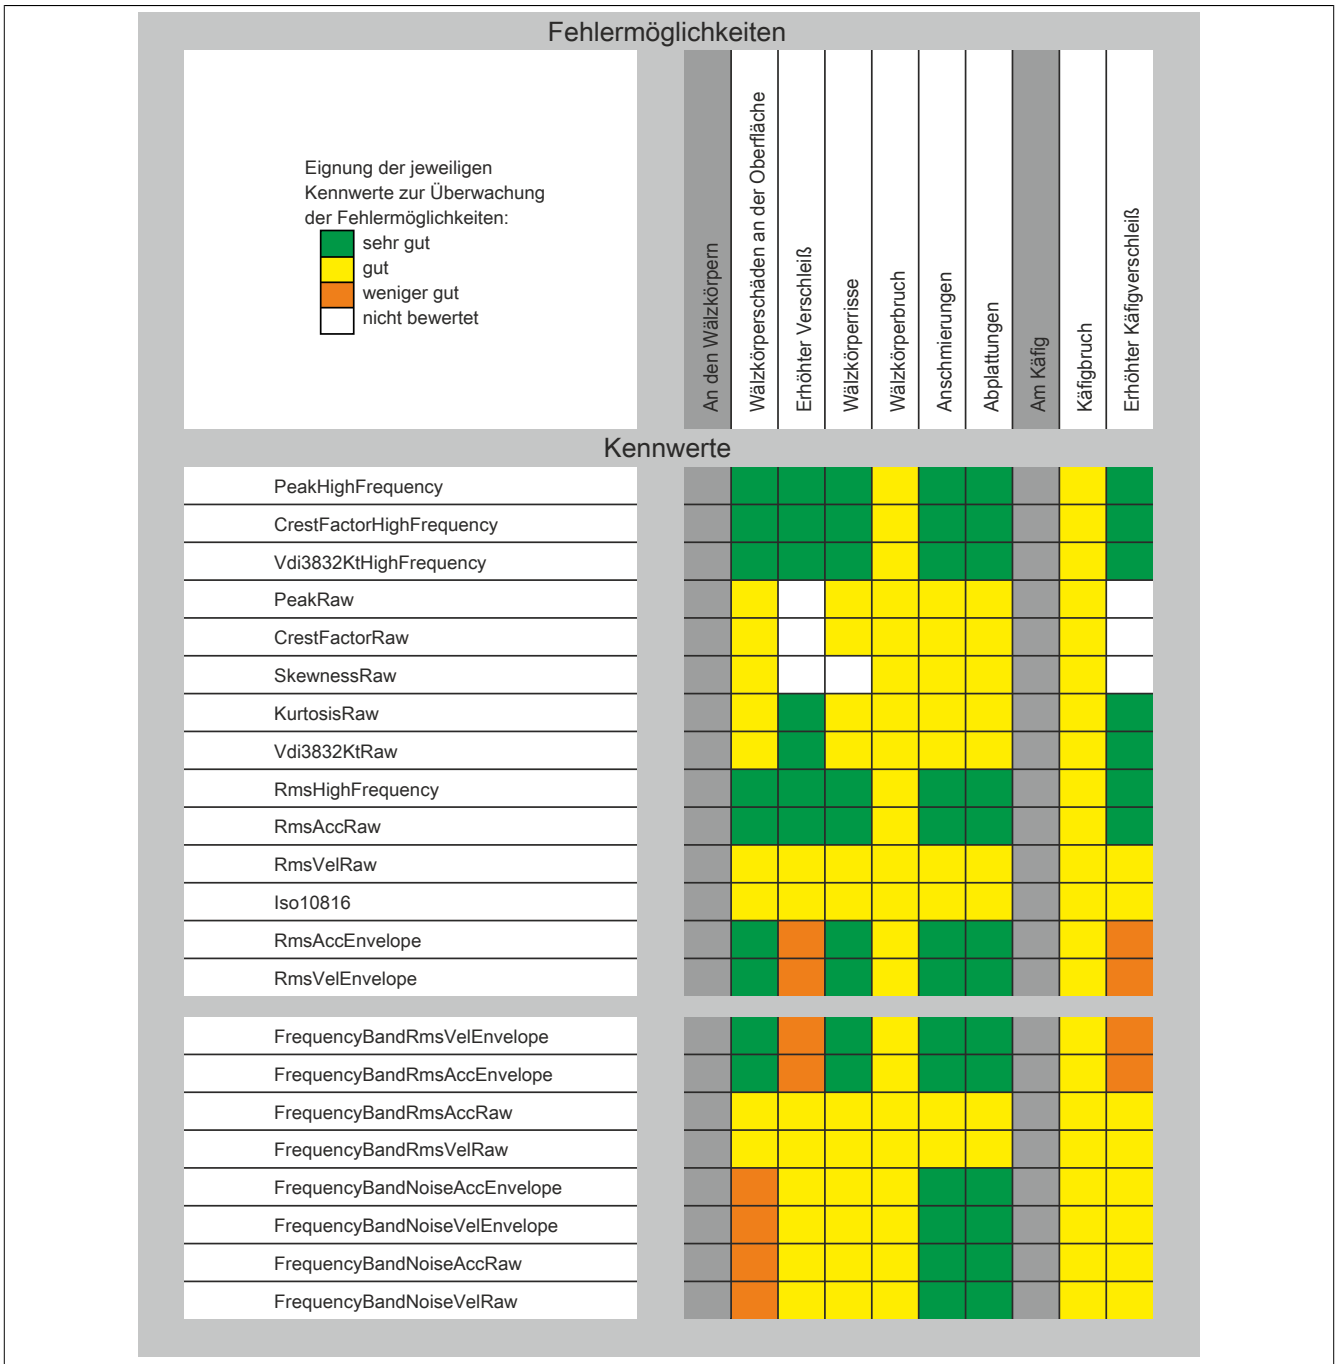 Fehlermöglichkeiten
Eignung der jeweiligen
Kennwerte zur Überwachung
der Fehlermöglichkeiten:
sehr gut
gut
weniger gut
nicht bewertet
An den Wälzkörpern
Wälzkörperschäden an der Oberfläche
Erhöhter Verschleiß
Wälzkörperrisse
Wälzkörperbruch
Anschmierungen
Abplattungen
Am Käfig
Käfigbruch
Erhöhter Käfigverschleiß
Kennwerte
PeakHighFrequency
CrestFactorHighFrequency
Vdi3832KtHighFrequency
PeakRaw
CrestFactorRaw
SkewnessRaw
KurtosisRaw
Vdi3832KtRaw
RmsHighFrequency
RmsAccRaw
RmsVelRaw
Iso10816
RmsAccEnvelope
RmsVelEnvelope
FrequencyBandRmsVelEnvelope
FrequencyBandRmsAccEnvelope
FrequencyBandRmsAccRaw
FrequencyBandRmsVelRaw
FrequencyBandNoiseAccEnvelope
FrequencyBandNoiseVelEnvelope
FrequencyBandNoiseAccRaw
FrequencyBandNoiseVelRaw